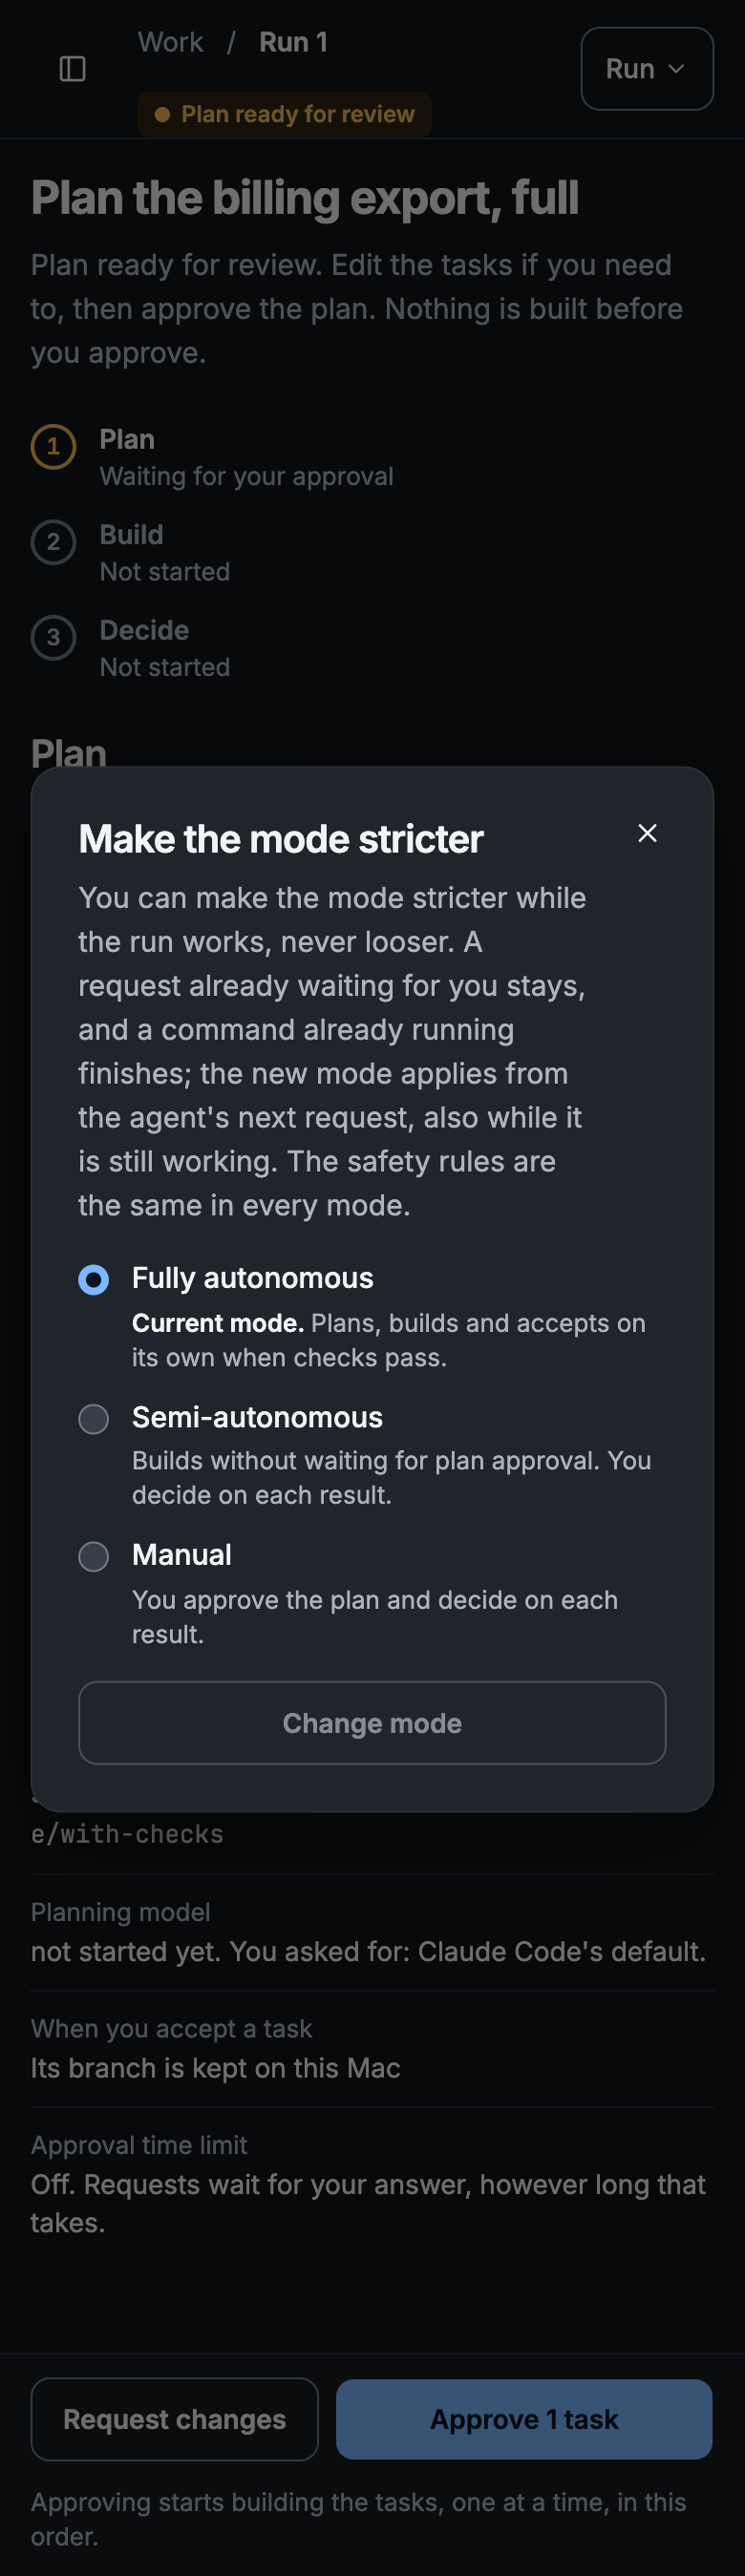 Work / Run 1
Run
Plan ready for review
Plan the billing export, full
Plan ready for review. Edit the tasks if you need
to, then approve the plan. Nothing is built before
you approve.
1
Plan
Waiting for your approval
2
Build
Not started
3
Decide
Not started
Plan
Make the mode stricter
You can make the mode stricter while
the run works, never looser. A
request already waiting for you stays,
and a command already running
finishes; the new mode applies from
the agent's next request, also while it
is still working. The safety rules are
the same in every mode.
Fully autonomous
Current mode. Plans, builds and accepts on
its own when checks pass.
Semi-autonomous
Builds without waiting for plan approval. You
decide on each result.
Manual
You approve the plan and decide on each
result.
Change mode
e/with-checks
Planning model
not started yet. You asked for: Claude Code's default.
When you accept a task
Its branch is kept on this Mac
Approval time limit
Off. Requests wait for your answer, however long that
takes.
Request changes
Approve 1 task
Approving starts building the tasks, one at a time, in this
order.